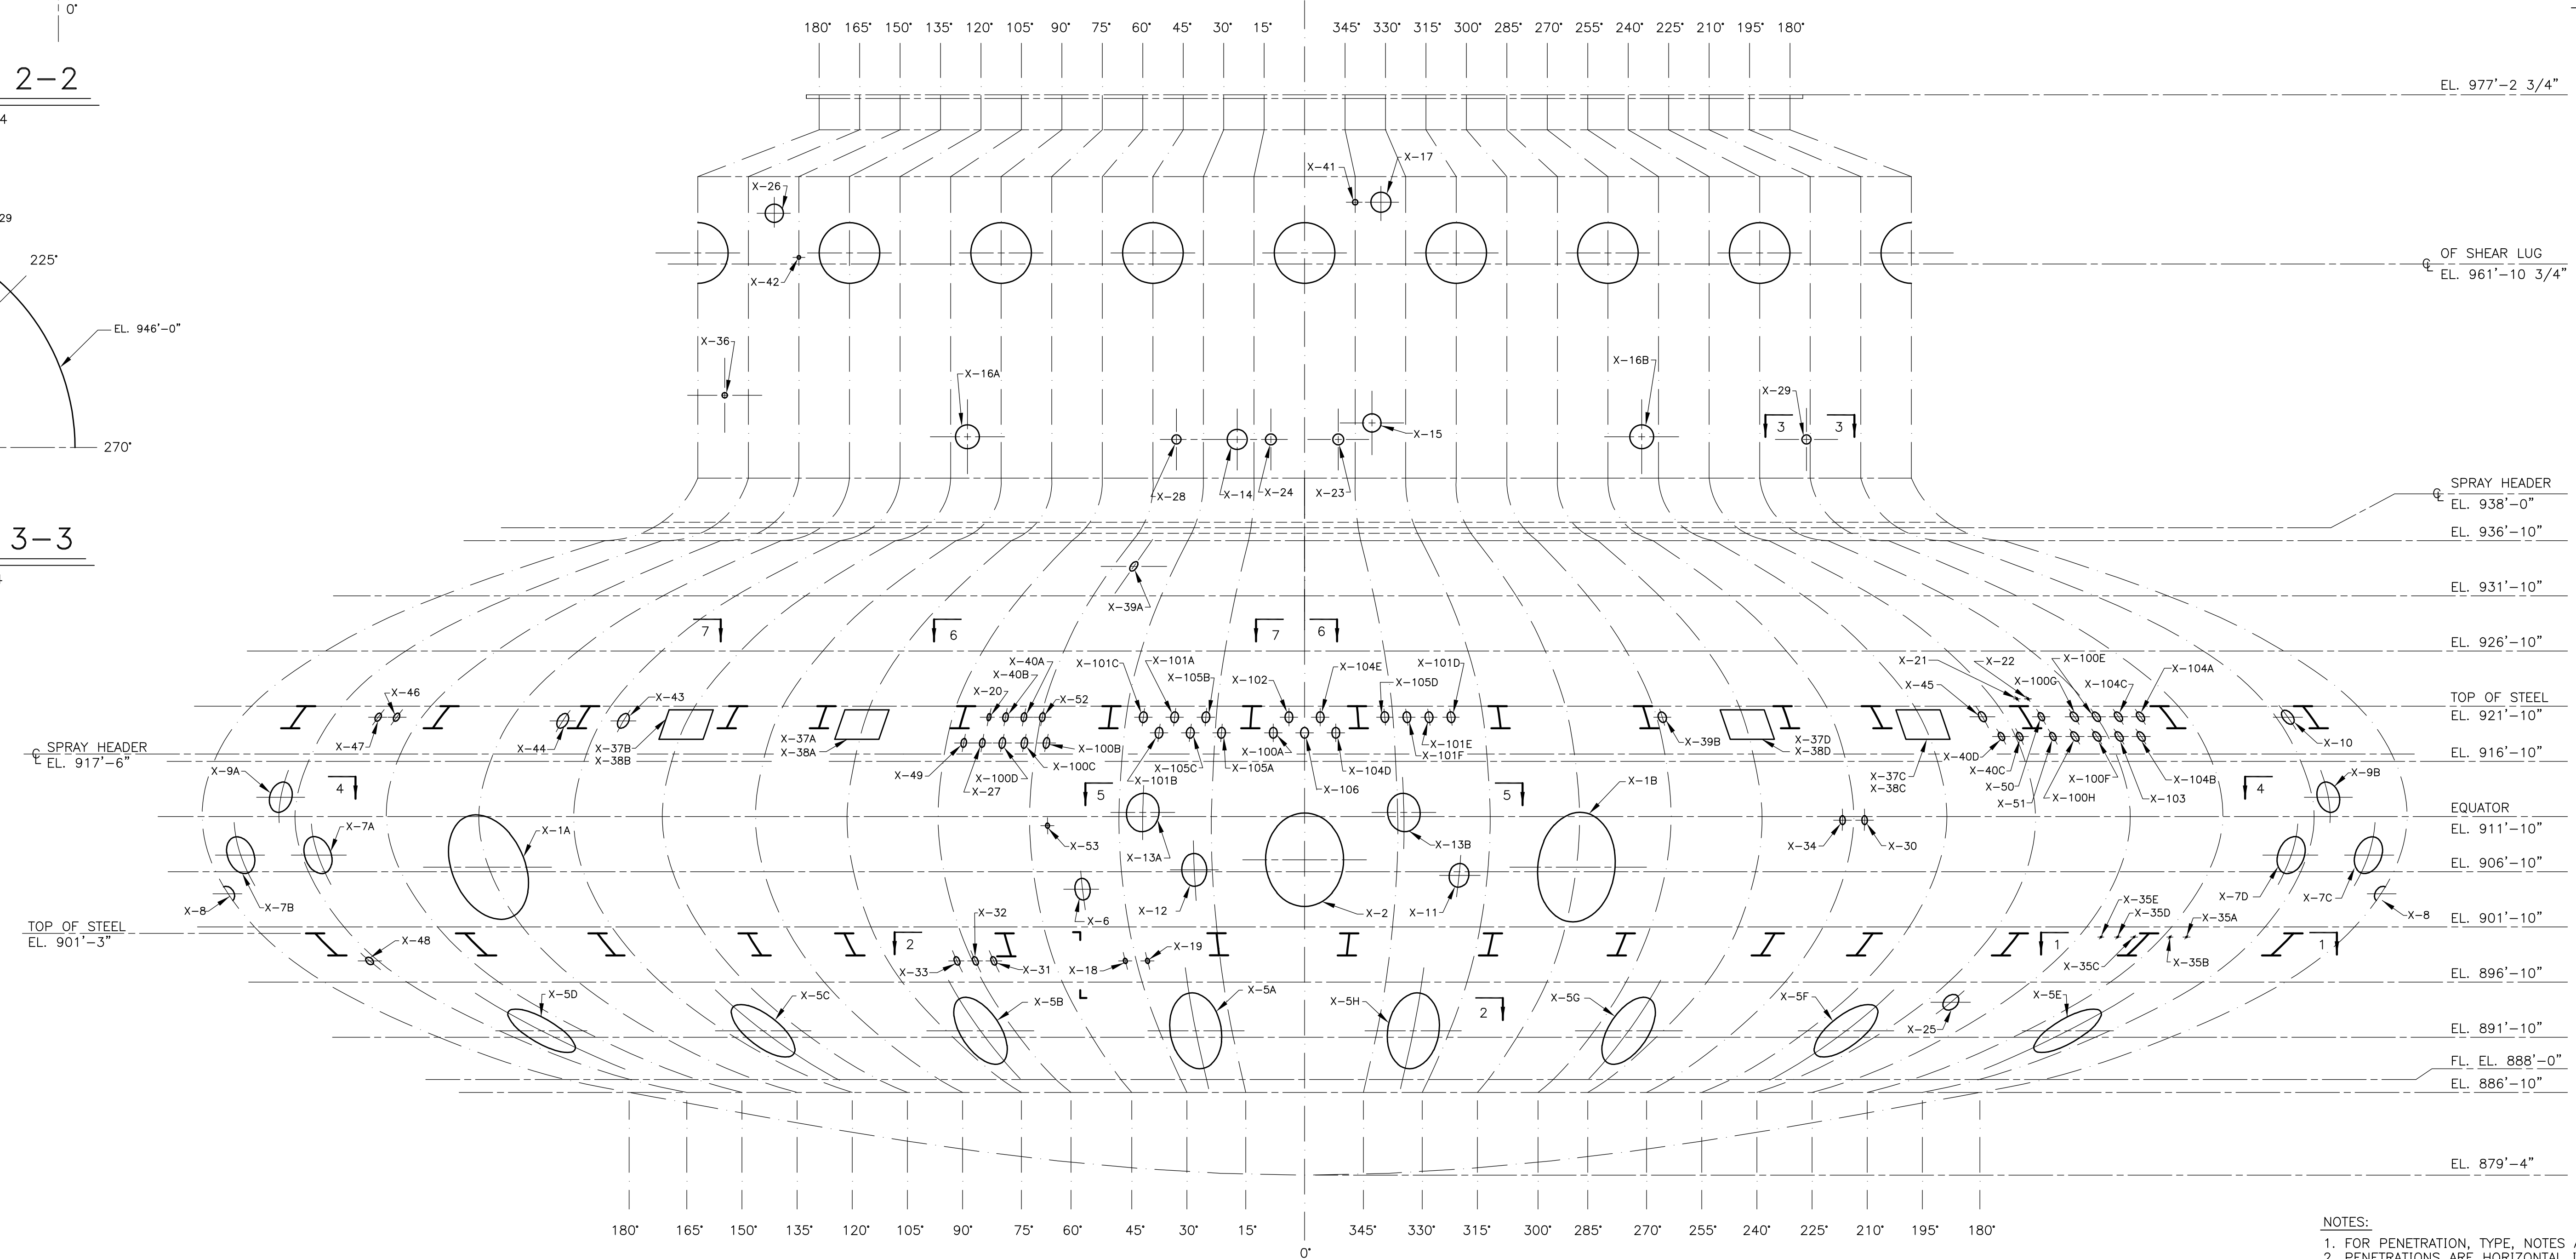 0°
2-2
4
29
225°
EL. 946'-0"
270°
3-3
4
180° 165° 150° 135° 120° 105° 90° 75° 60° 45° 30° 15° 345° 330° 315° 300° 285° 270° 255° 240° 225° 210° 195° 180°
EL. 977'-2 3/4"
X-41 X-17
X-26
X-42
℄ OF SHEAR LUG
EL. 961'-10 3/4"
X-36
X-16A
X-16B
X-29
3 3
X-15
X-28 X-14 X-24 X-23
℄ SPRAY HEADER
EL. 938'-0"
EL. 936'-10"
X-39A
EL. 931'-10"
7 6 7 6
EL. 926'-10"
X-46
X-47
X-44
X-43
X-37B
X-38B
X-37A
X-38A
X-20
X-40B
X-40A
X-52
X-49
X-27
X-100D
X-100C
X-100B
X-101C
X-101A
X-105B
X-101B
X-105C
X-105A
X-102
X-100A
X-104E
X-106
X-104D
X-105D
X-101D
X-101E
X-101F
X-39B
X-37D
X-38D
X-37C
X-38C
X-45
X-21
X-22
X-100G
X-100E
X-104C
X-104A
X-40D
X-40C
X-50
X-51
X-100H
X-100F
X-103
X-104B
X-10
TOP OF STEEL
EL. 921'-10"
EL. 916'-10"
℄ SPRAY HEADER
EL. 917'-6"
X-9A
4
5 5
X-1B
4
X-9B
X-7A
X-1A
X-53
X-13A
X-13B
X-34 X-30
EQUATOR
EL. 911'-10"
EL. 906'-10"
X-8
X-7B
X-6
X-12
X-2
X-11
X-7D
X-7C
X-8
TOP OF STEEL
EL. 901'-3"
EL. 901'-10"
X-48
2
X-32
X-33
X-31
X-18
X-19
X-35E
X-35D
X-35A
X-35C
X-35B
1 1
EL. 896'-10"
X-5D
X-5C
X-5B
X-5A
X-5H
2
X-5G
X-5F
X-25
X-5E
EL. 891'-10"
FL. EL. 888'-0"
EL. 886'-10"
EL. 879'-4"
180° 165° 150° 135° 120° 105° 90° 75° 60° 45° 30° 15° 345° 330° 315° 300° 285° 270° 255° 240° 225° 210° 195° 180°
0°
NOTES:
1. FOR PENETRATION, TYPE, NOTES
2. PENETRATIONS ARE HORIZONTAL